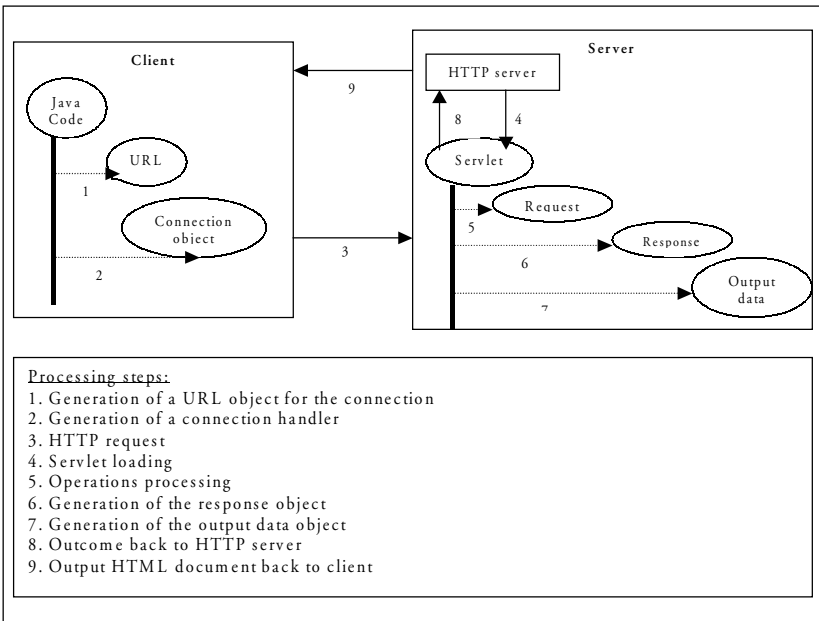 Client
Java
Code
URL
1
Connection
object
2
3
9
Server
HTTP server
8
4
Servlet
Request
5
Response
6
Output
data
7
Processing steps:
1. Generation of a URL object for the connection
2. Generation of a connection handler
3. HTTP request
4. Servlet loading
5. Operations processing
6. Generation of the response object
7. Generation of the output data object
8. Outcome back to HTTP server
9. Output HTML document back to client